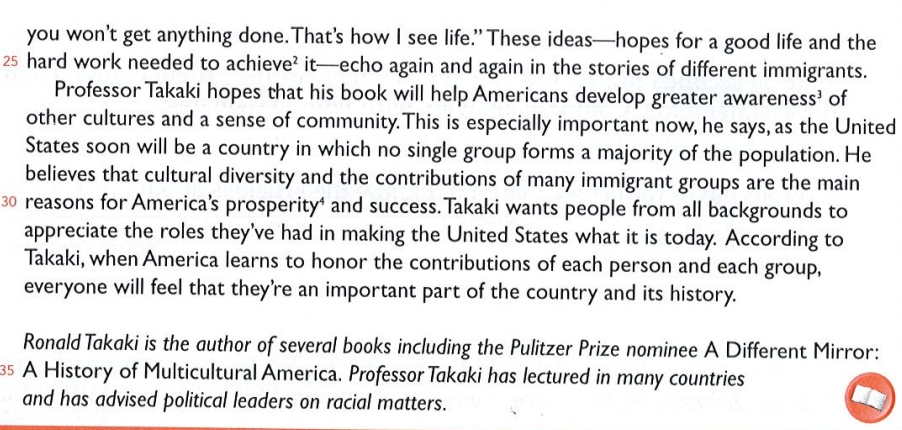 you won't get anything done. That's how I see life." These ideas—hopes for a good life and the
25 hard work needed to achieve² it—echo again and again in the stories of different immigrants.
Professor Takaki hopes that his book will help Americans develop greater awareness³ of
other cultures and a sense of community. This is especially important now, he says, as the United
States soon will be a country in which no single group forms a majority of the population. He
believes that cultural diversity and the contributions of many immigrant groups are the main
30 reasons for America's prosperity⁴ and success. Takaki wants people from all backgrounds to
appreciate the roles they've had in making the United States what it is today. According to
Takaki, when America learns to honor the contributions of each person and each group,
everyone will feel that they're an important part of the country and its history.
Ronald Takaki is the author of several books including the Pulitzer Prize nominee A Different Mirror:
35 A History of Multicultural America. Professor Takaki has lectured in many countries
and has advised political leaders on racial matters.